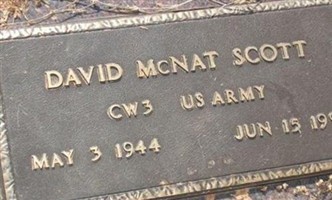 DAVID MCNAT SCOTT
CW3 US ARMY
MAY 3 1944 JUN 15